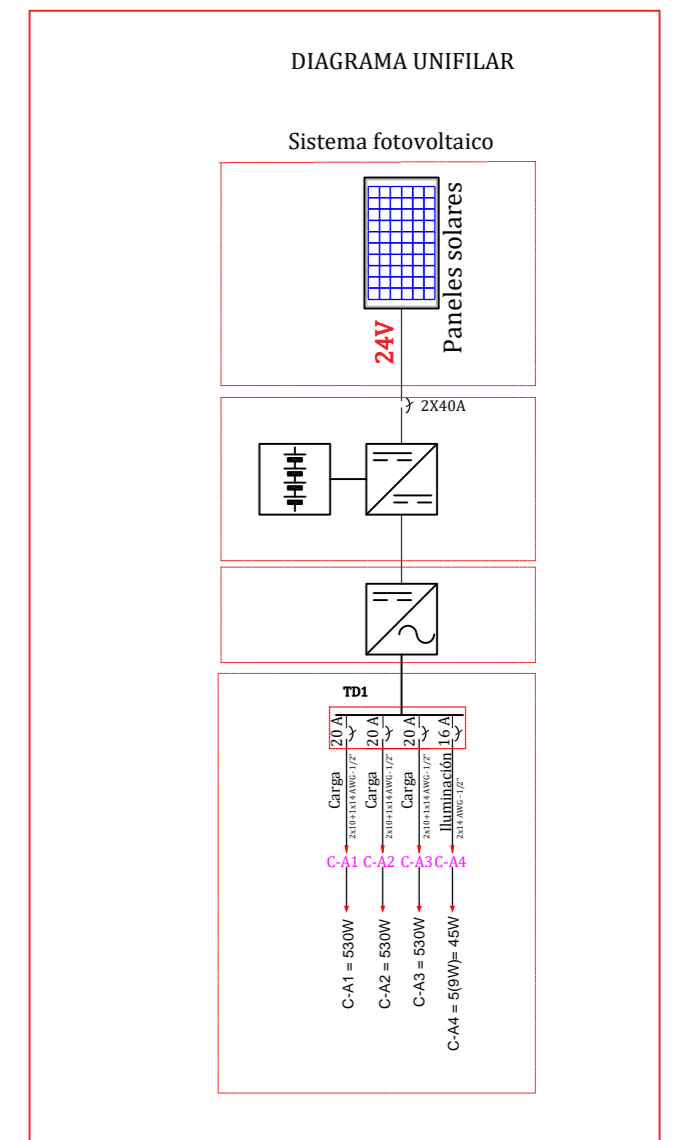 DIAGRAMA UNIFILAR
Sistema fotovoltaico
Paneles solares
24V
2X40A
TD1
20 A
20 A
20 A
16 A
Carga
2x10+1x14 AWG - 1/2"
Carga
2x10+1x14 AWG - 1/2"
Carga
2x10+1x14 AWG - 1/2"
Iluminación
2x14 AWG - 1/2"
C-A1
C-A2
C-A3
C-A4
C-A1 = 530W
C-A2 = 530W
C-A3 = 530W
C-A4 = 5(9W)= 45W